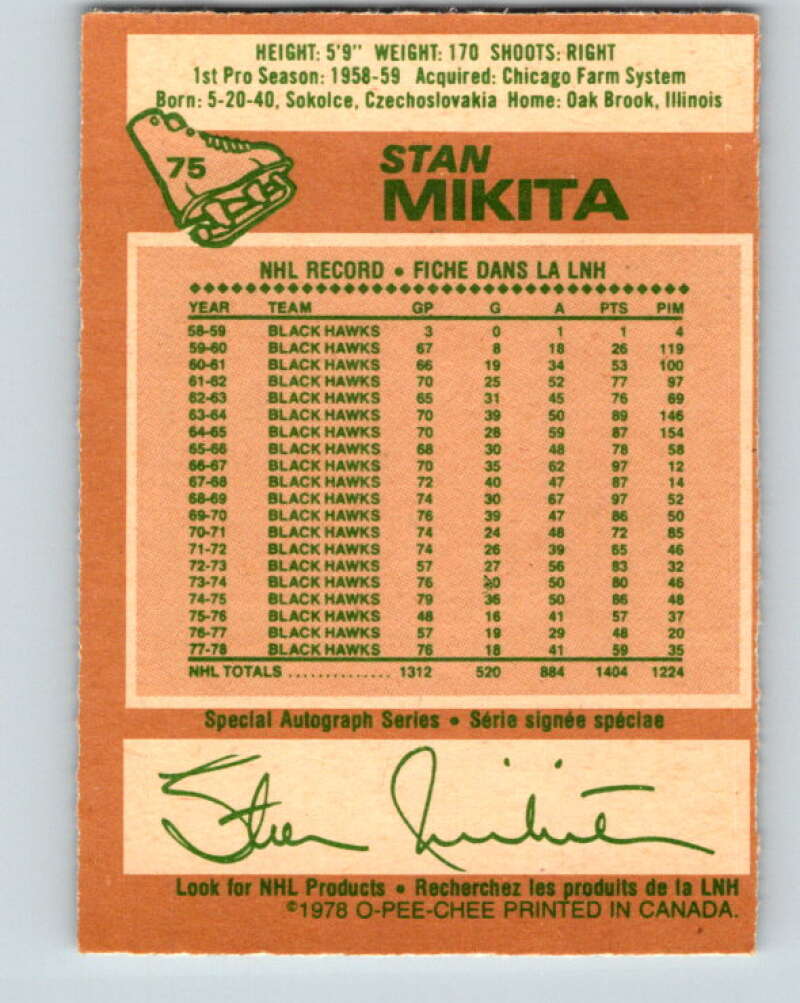 HEIGHT: 5'9" WEIGHT: 170 SHOOTS: RIGHT
1st Pro Season: 1958-59 Acquired: Chicago Farm System
Born: 5-20-40, Sokolce, Czechoslovakia Home: Oak Brook, Illinois
75
STAN
MIKITA
NHL RECORD • FICHE DANS LA LNH
YEAR TEAM GP G A PTS PIM
58-59 BLACK HAWKS 3 0 1 1 4
59-60 BLACK HAWKS 67 8 18 26 119
60-61 BLACK HAWKS 66 19 34 53 100
61-62 BLACK HAWKS 70 25 52 77 97
62-63 BLACK HAWKS 65 31 45 76 69
63-64 BLACK HAWKS 70 39 50 89 146
64-65 BLACK HAWKS 70 28 59 87 154
65-66 BLACK HAWKS 68 30 48 78 58
66-67 BLACK HAWKS 70 35 62 97 12
67-68 BLACK HAWKS 72 40 47 87 14
68-69 BLACK HAWKS 74 30 67 97 52
69-70 BLACK HAWKS 76 39 47 86 50
70-71 BLACK HAWKS 74 24 48 72 85
71-72 BLACK HAWKS 74 26 39 65 46
72-73 BLACK HAWKS 57 27 56 83 32
73-74 BLACK HAWKS 76 30 50 80 46
74-75 BLACK HAWKS 79 36 50 86 48
75-76 BLACK HAWKS 48 16 41 57 37
76-77 BLACK HAWKS 57 19 29 48 20
77-78 BLACK HAWKS 76 18 41 59 35
NHL TOTALS .............. 1312 520 884 1404 1224
Special Autograph Series • Série signée spéciae
Stan Mikita
Look for NHL Products • Recherchez les produits de la LNH
©1978 O-PEE-CHEE PRINTED IN CANADA.